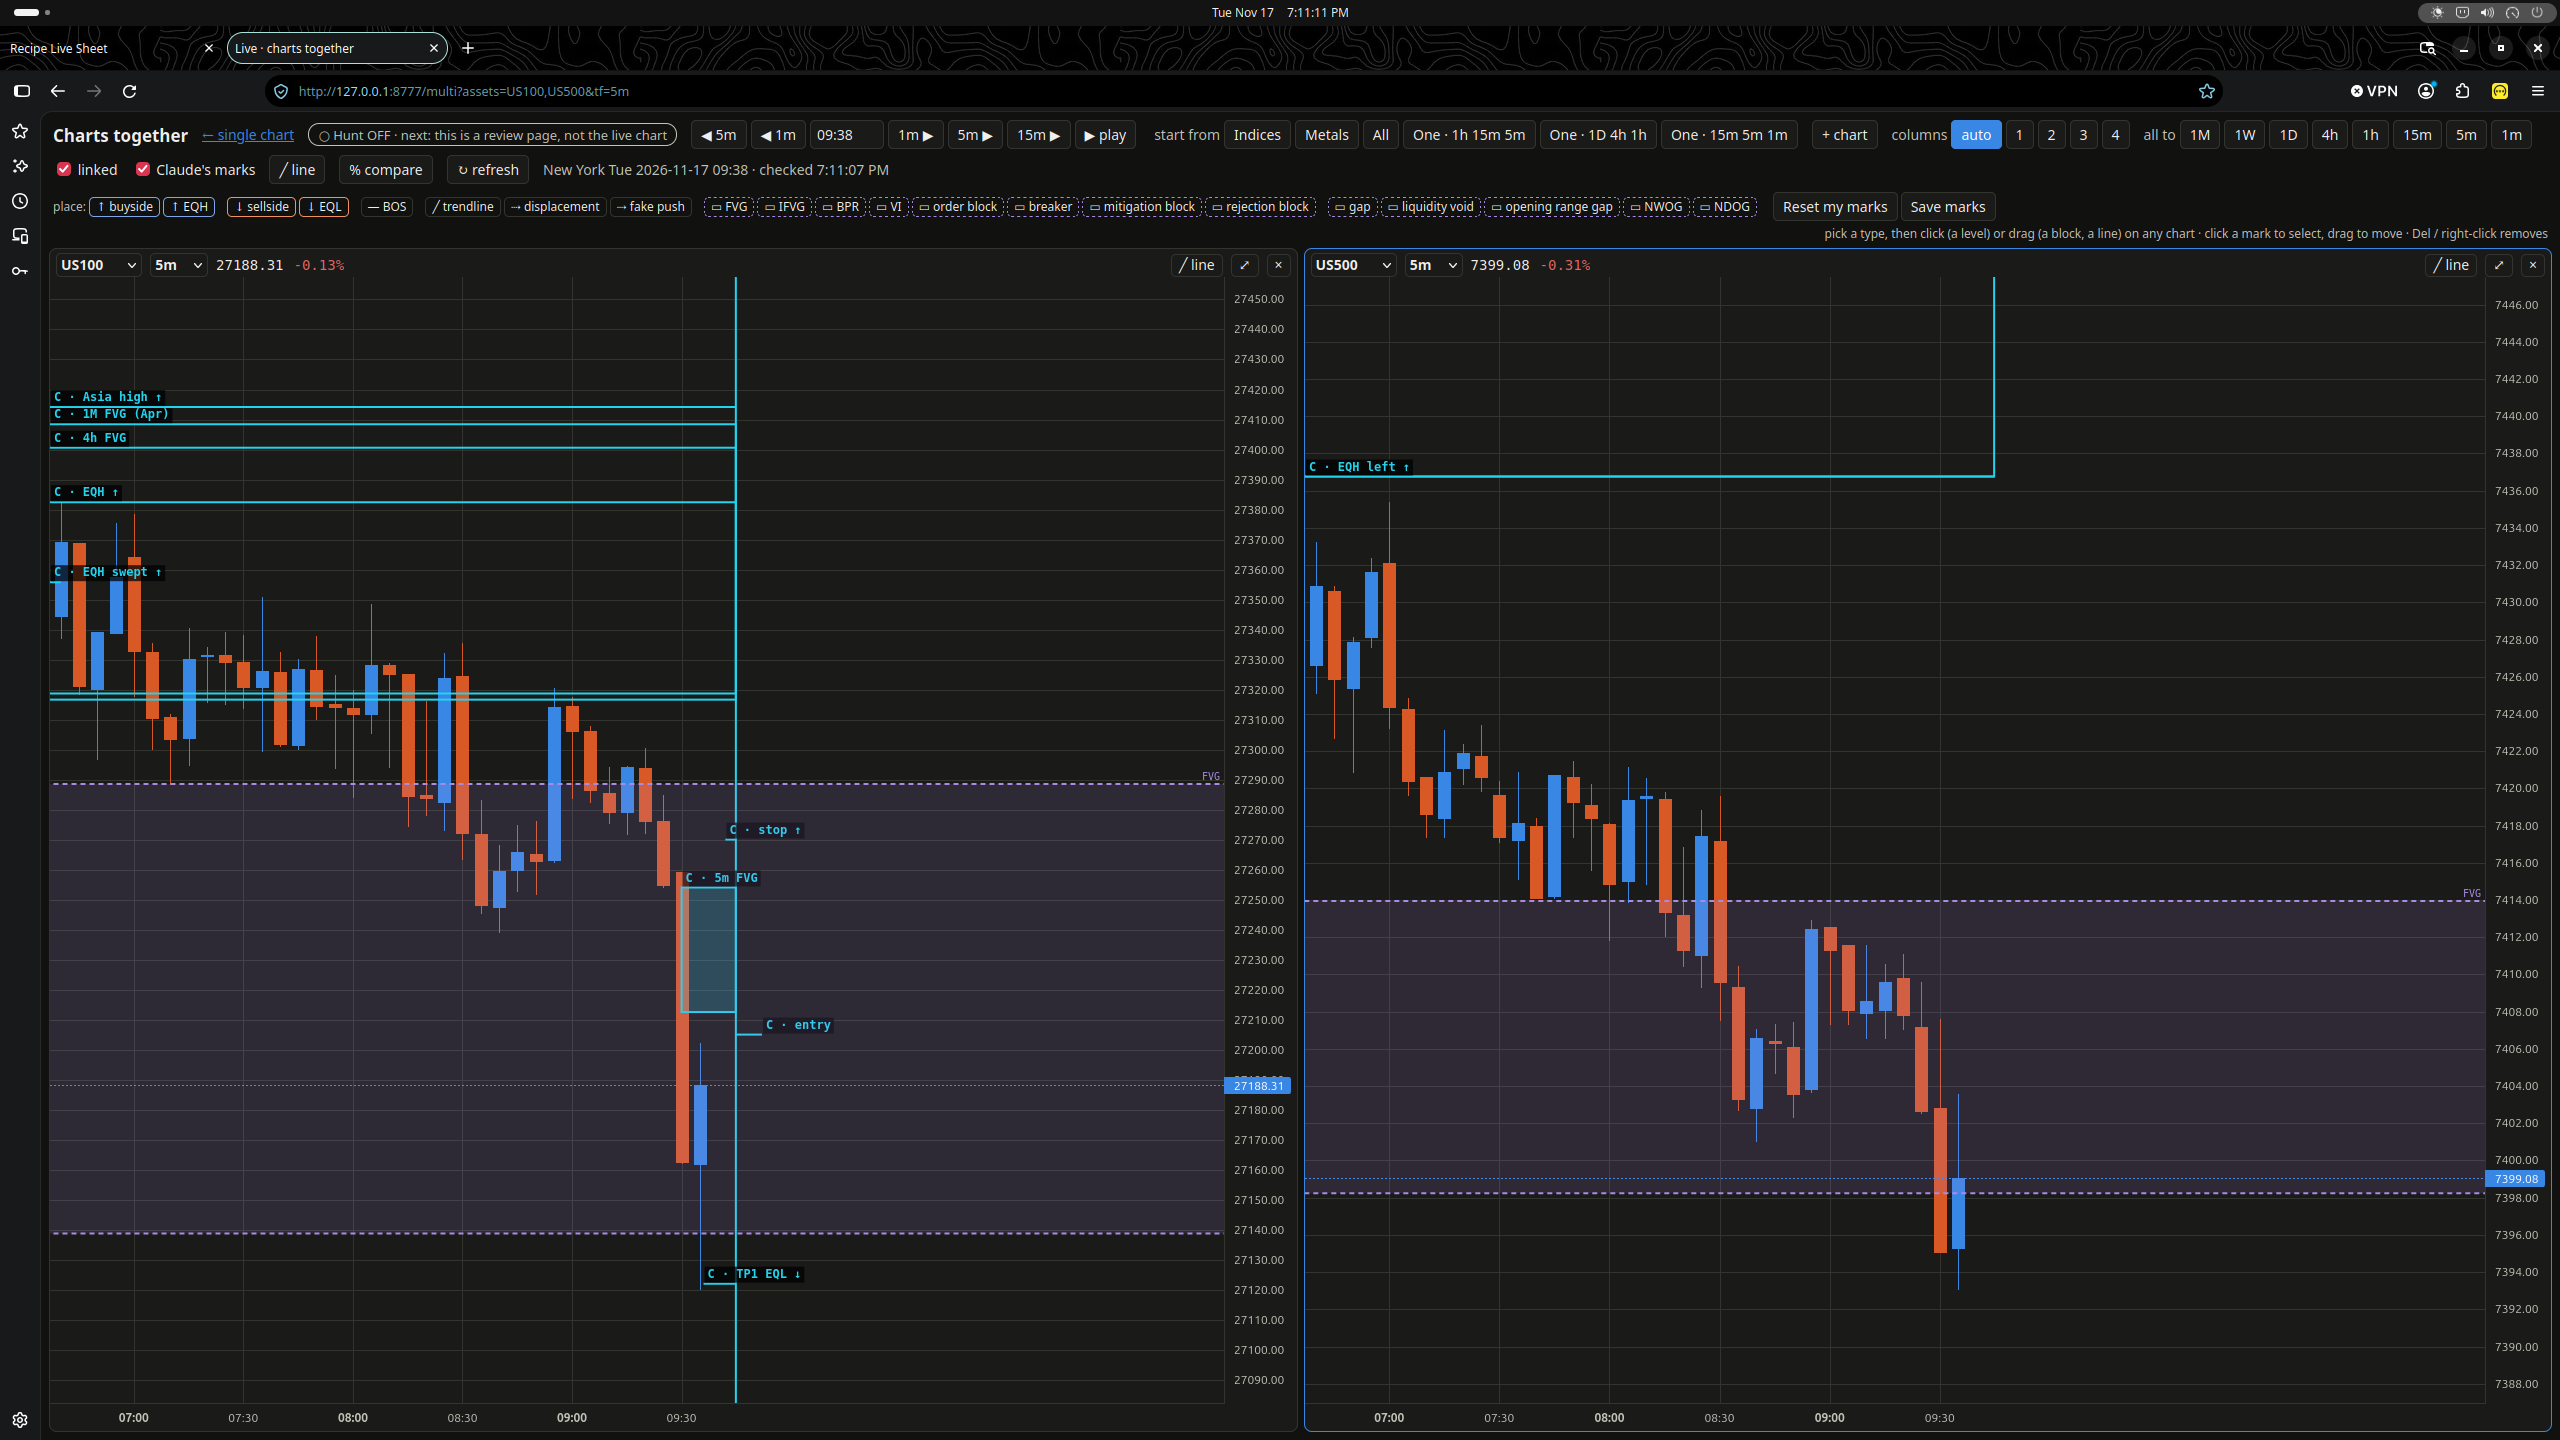 Tue Nov 17 7:11:11 PM
Recipe Live Sheet
Live · charts together
http://127.0.0.1:8777/multi?assets=US100,US500&tf=5m
VPN
Charts together
← single chart
Hunt OFF · next: this is a review page, not the live chart
◀ 5m
◀ 1m
09:38
1m ▶
5m ▶
15m ▶
▶ play
start from
Indices
Metals
All
One · 1h 15m 5m
One · 1D 4h 1h
One · 15m 5m 1m
+ chart
columns
auto
1
2
3
4
all to
1M
1W
1D
4h
1h
15m
5m
1m
linked
Claude's marks
/ line
% compare
↻ refresh
New York Tue 2026-11-17 09:38 · checked 7:11:07 PM
place:
↑ buyside
↑ EQH
↓ sellside
↓ EQL
— BOS
/ trendline
→ displacement
→ fake push
▭ FVG
▭ IFVG
▭ BPR
▭ VI
▭ order block
▭ breaker
▭ mitigation block
▭ rejection block
▭ gap
▭ liquidity void
▭ opening range gap
▭ NWOG
▭ NDOG
Reset my marks
Save marks
pick a type, then click (a level) or drag (a block, a line) on any chart · click a mark to select, drag to move · Del / right-click removes
US100
5m
27188.31 -0.13%
/ line
C · Asia high ↑
C · 1M FVG (Apr)
C · 4h FVG
C · EQH ↑
C · EQH swept ↑
FVG
C · stop ↑
C · 5m FVG
C · entry
C · TP1 EQL ↓
27450.00
27440.00
27430.00
27420.00
27410.00
27400.00
27390.00
27380.00
27370.00
27360.00
27350.00
27340.00
27330.00
27320.00
27310.00
27300.00
27290.00
27280.00
27270.00
27260.00
27250.00
27240.00
27230.00
27220.00
27210.00
27200.00
27188.31
27180.00
27170.00
27160.00
27150.00
27140.00
27130.00
27120.00
27110.00
27100.00
27090.00
07:00
07:30
08:00
08:30
09:00
09:30
US500
5m
7399.08 -0.31%
/ line
C · EQH left ↑
FVG
7446.00
7444.00
7442.00
7440.00
7438.00
7436.00
7434.00
7432.00
7430.00
7428.00
7426.00
7424.00
7422.00
7420.00
7418.00
7416.00
7414.00
7412.00
7410.00
7408.00
7406.00
7404.00
7402.00
7400.00
7399.08
7398.00
7396.00
7394.00
7392.00
7390.00
7388.00
07:00
07:30
08:00
08:30
09:00
09:30